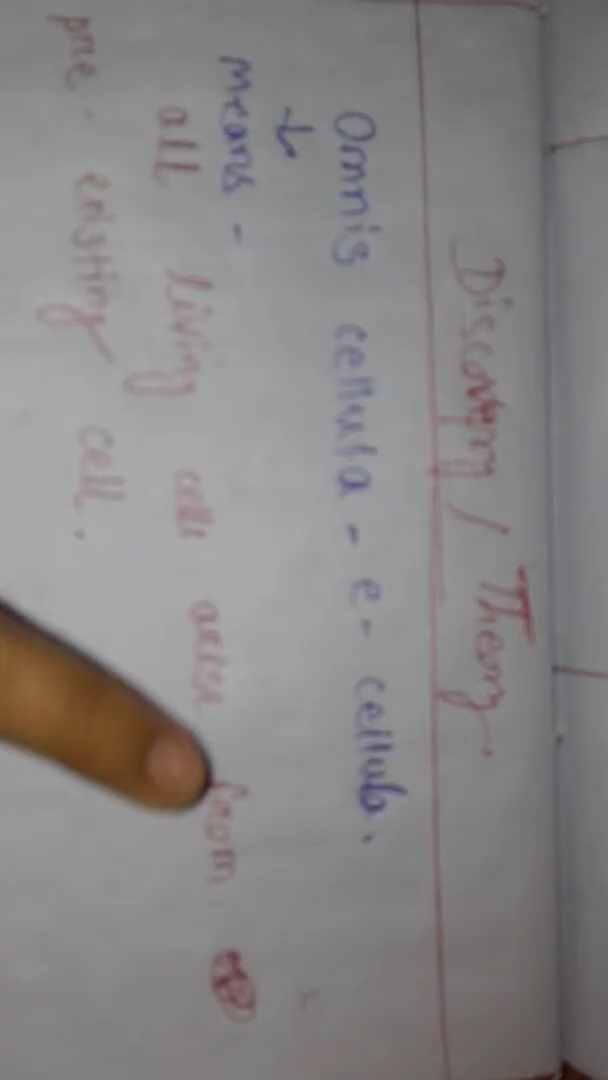 Discovery / Theory.
Omnis cellula - e - cellula.
↓
Means -
all living cells arise from
pre - existing cell.